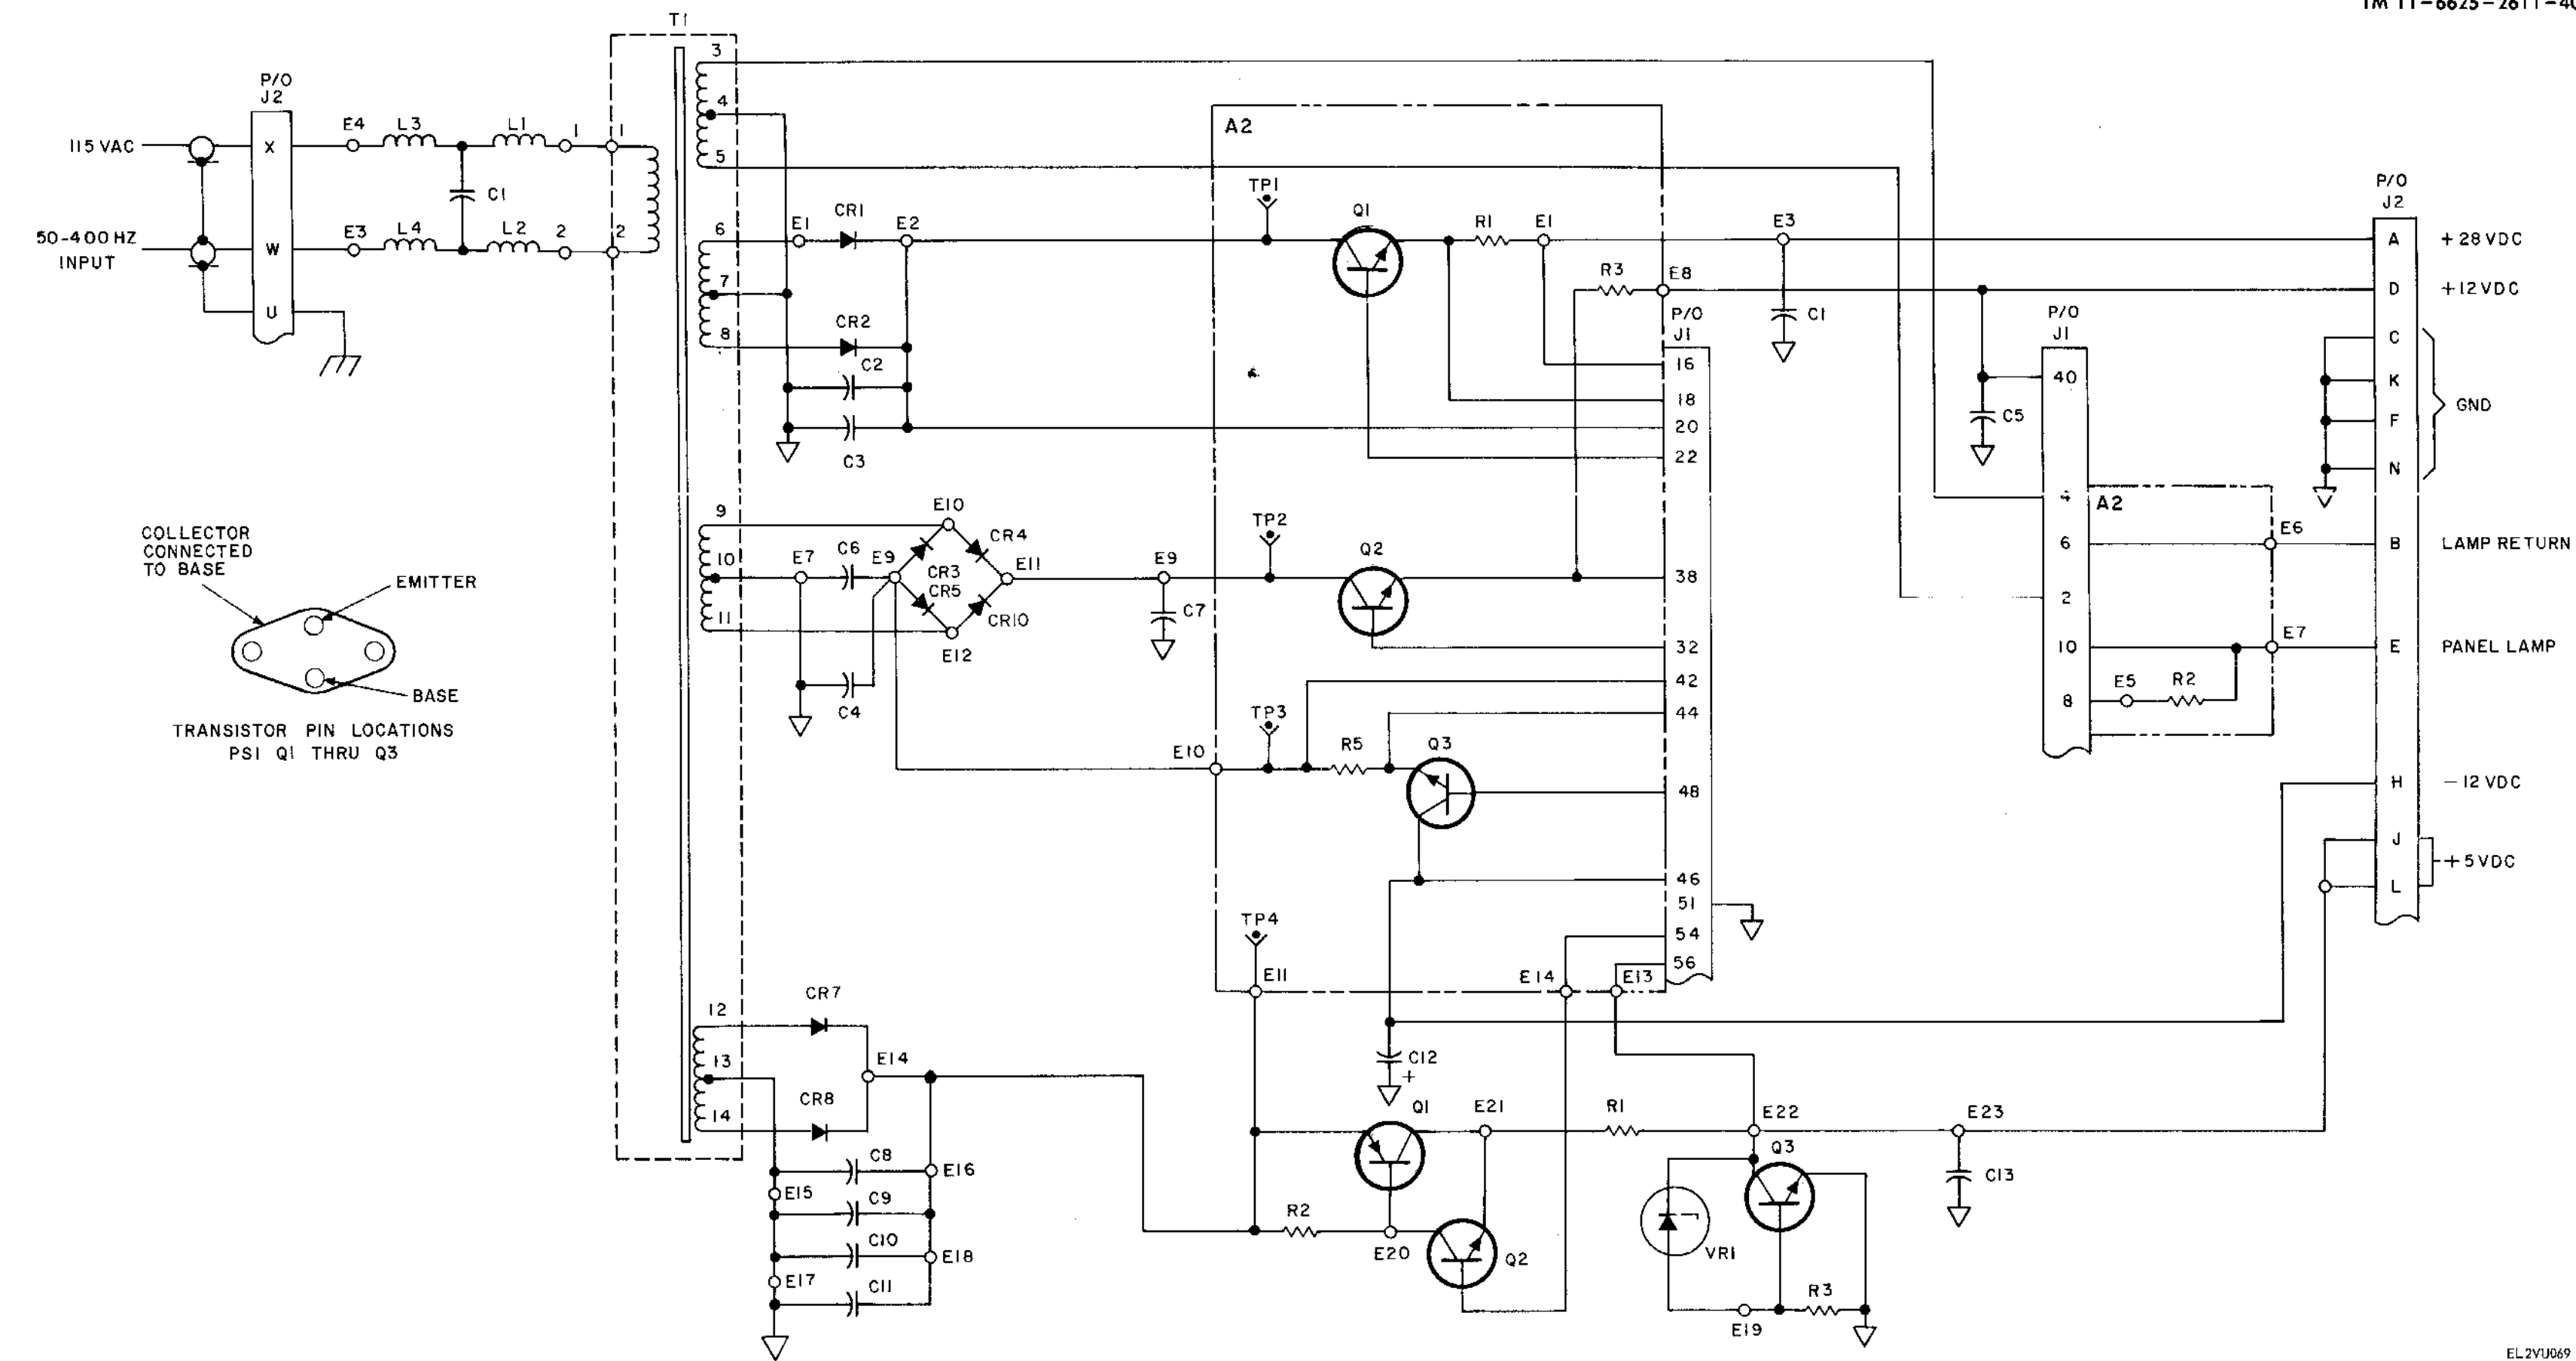 TM 11-6625-2611-40
T1
3
4
5
P/O
J2
115 VAC
X
E4
L3
L1
1
1
C1
50-400 HZ
INPUT
W
E3
L4
L2
2
2
U
6
E1
CR1
E2
7
8
CR2
C2
C3
A2
TP1
Q1
R1
E1
E3
R3
E8
P/O
J1
C1
16
18
20
22
P/O
J2
A
+28 VDC
D
+12 VDC
P/O
J1
C
40
K
GND
C5
F
N
4
A2
E6
6
B
LAMP RETURN
2
E7
10
E
PANEL LAMP
E5
R2
8
H
-12 VDC
J
+5 VDC
L
COLLECTOR
CONNECTED
TO BASE
EMITTER
BASE
TRANSISTOR PIN LOCATIONS
PS1 Q1 THRU Q3
9
E10
CR4
10
E7
C6
E9
CR3
CR5
E11
11
CR10
E12
C4
E9
C7
TP2
Q2
38
32
42
44
TP3
E10
R5
Q3
48
46
51
TP4
54
56
E11
E14
E13
12
CR7
13
E14
14
CR8
C12
+
C8
E16
E15
C9
C10
E18
E17
C11
Q1
E21
R1
E22
E23
Q3
C13
R2
E20
Q2
VR1
R3
E19
EL2VU069